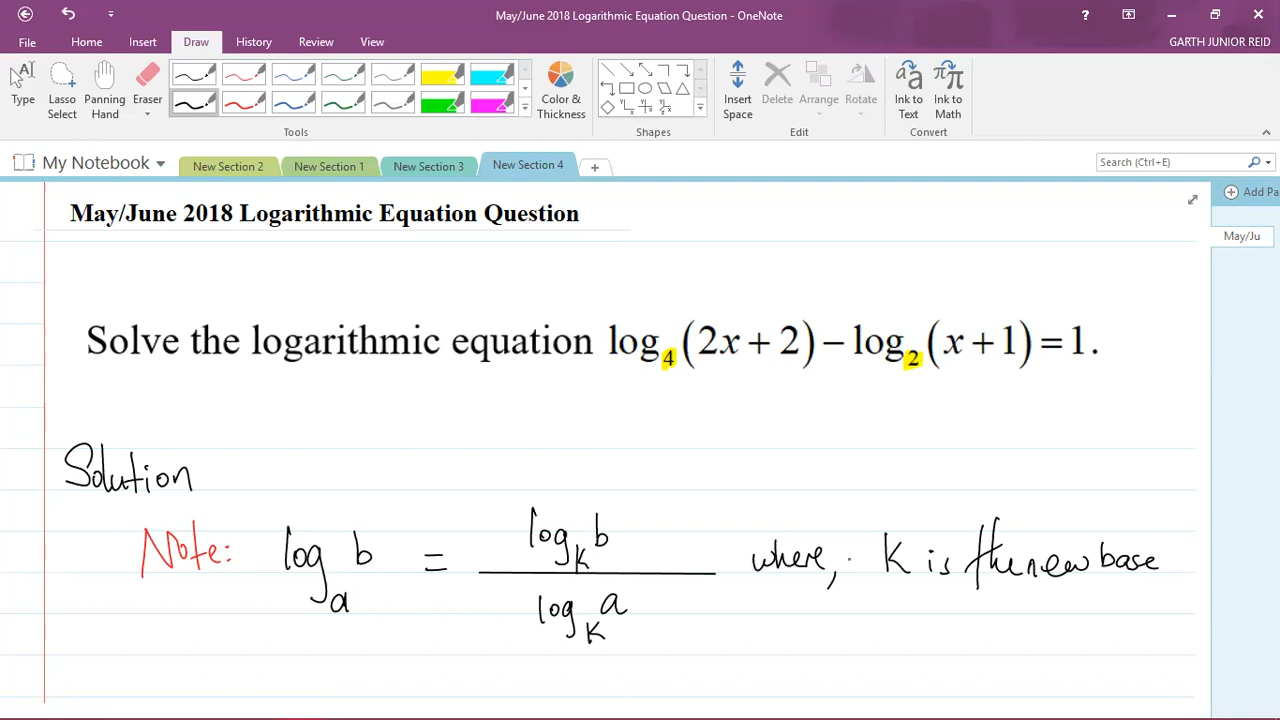 May/June 2018 Logarithmic Equation Question - OneNote
?
File Home Insert Draw History Review View
GARTH JUNIOR REID
Type
Lasso Select
Panning Hand
Eraser
Color & Thickness
Insert Space
Delete
Arrange
Rotate
Ink to Text
Ink to Math
Tools Shapes Edit Convert
My Notebook New Section 2 New Section 1 New Section 3 New Section 4 + Search (Ctrl+E)
Add Pa
May/Ju
May/June 2018 Logarithmic Equation Question
Solve the logarithmic equation log₄(2x+2)−log₂(x+1)=1.
Solution
Note: log_a b = log_k b / log_k a where, K is the new base